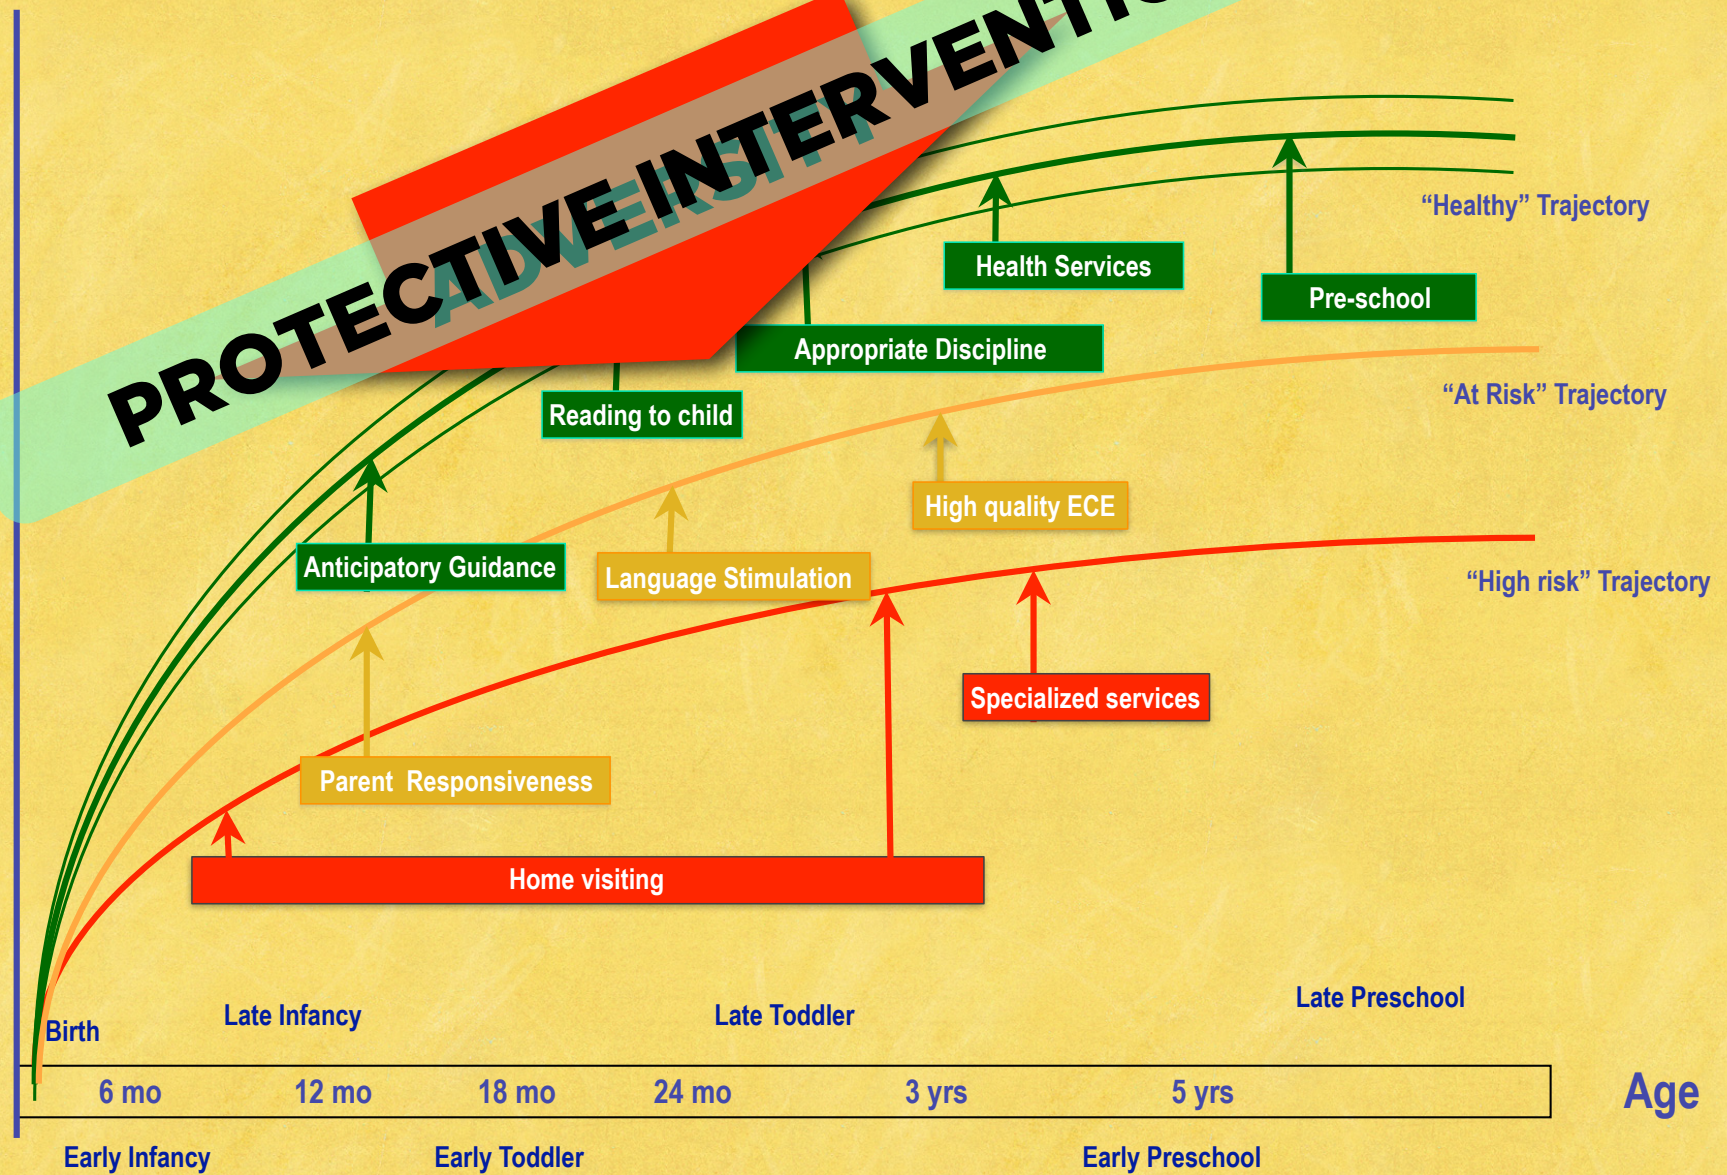 PROTECTIVE INTERVENTIO
ADVERSITY
“Healthy” Trajectory
Health Services
Pre-school
Appropriate Discipline
“At Risk” Trajectory
Reading to child
High quality ECE
Anticipatory Guidance
Language Stimulation
“High risk” Trajectory
Specialized services
Parent Responsiveness
Home visiting
Late Preschool
Late Infancy
Late Toddler
Birth
6 mo 12 mo 18 mo 24 mo 3 yrs 5 yrs
Age
Early Infancy
Early Toddler
Early Preschool